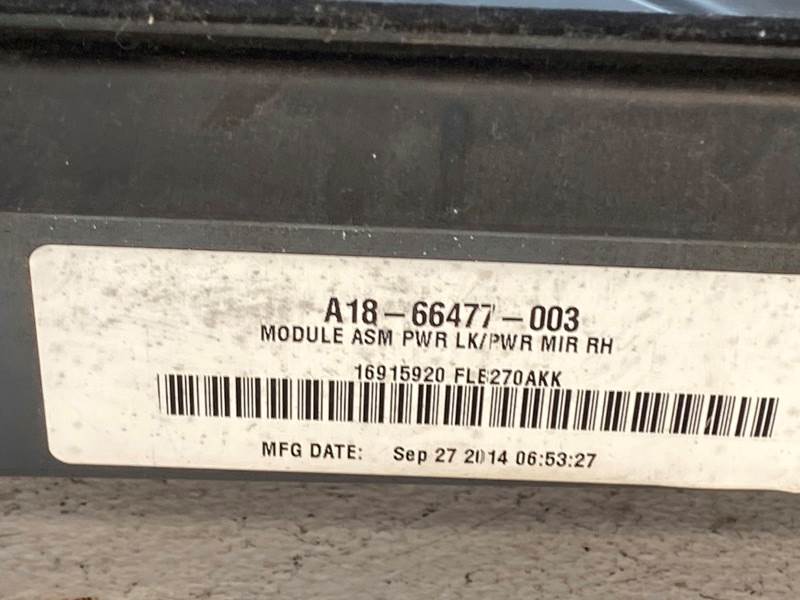 A18-66477-003
MODULE ASM PWR LK/PWR MIR RH
16915920 FLB270AKK
MFG DATE: Sep 27 2014 06:53:27